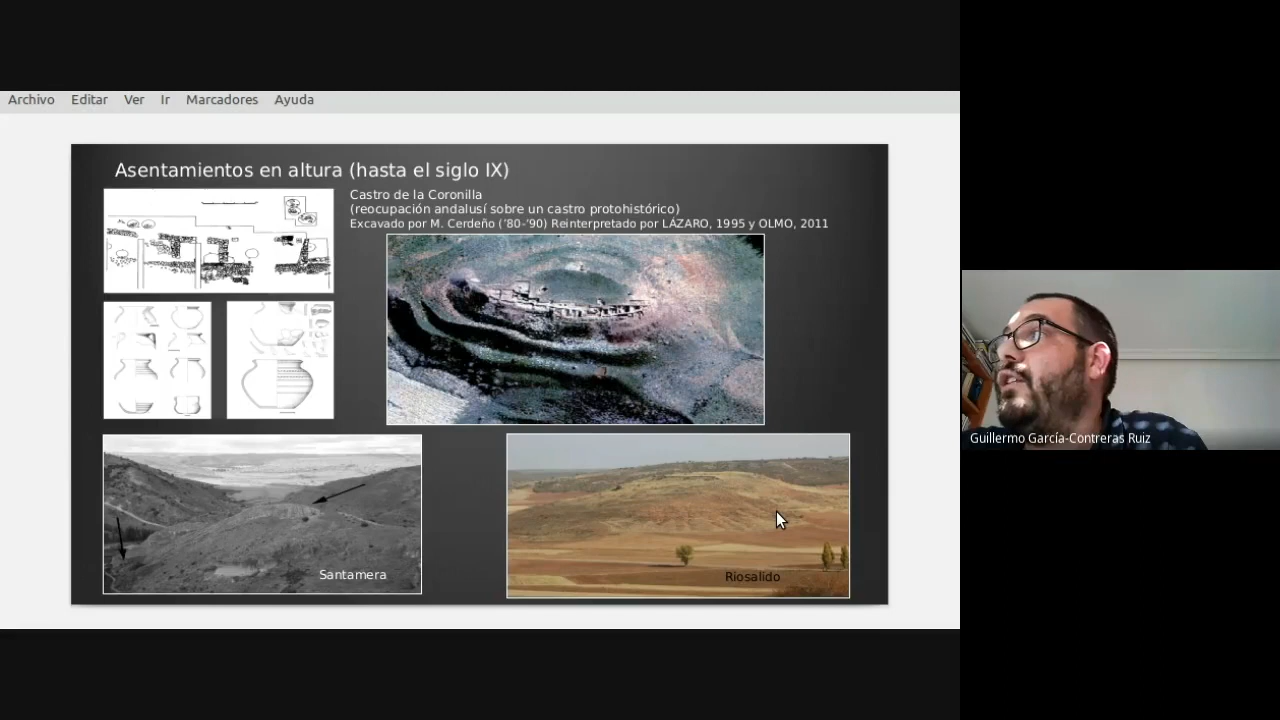 Archivo Editar Ver Ir Marcadores Ayuda
Asentamientos en altura (hasta el siglo IX)
Castro de la Coronilla
(reocupación andalusí sobre un castro protohistórico)
Excavado por M. Cerdeño (’80-’90) Reinterpretado por LÁZARO, 1995 y OLMO, 2011
Santamera
Riosalido
Guillermo García-Contreras Ruiz